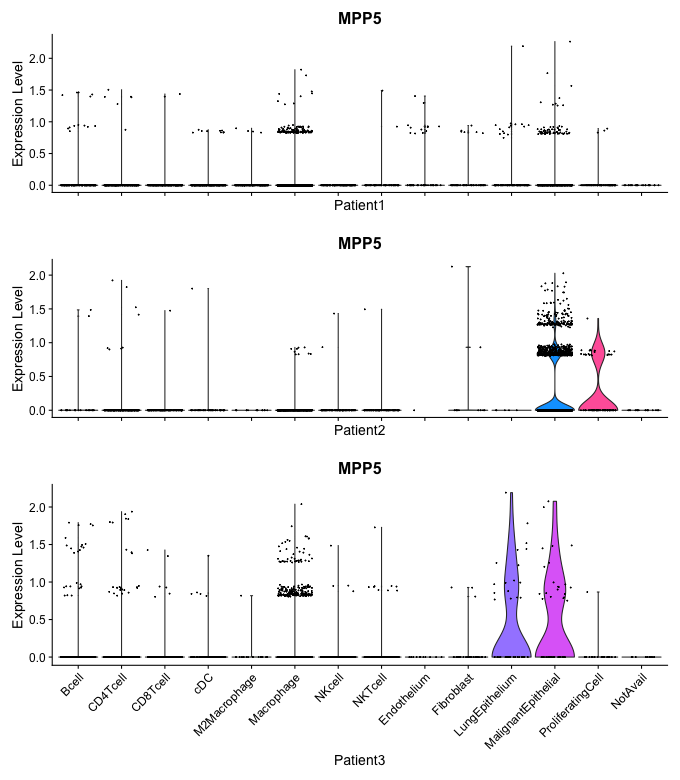 MPP5
Expression Level
2.0
1.5
1.0
0.5
0.0
Patient1
MPP5
Expression Level
2.0
1.5
1.0
0.5
0.0
Patient2
MPP5
Expression Level
2.0
1.5
1.0
0.5
0.0
Bcell
CD4Tcell
CD8Tcell
cDC
M2Macrophage
Macrophage
NKcell
NKTcell
Endothelium
Fibroblast
LungEpithelium
MalignantEpithelial
ProliferatingCell
NotAvail
Patient3